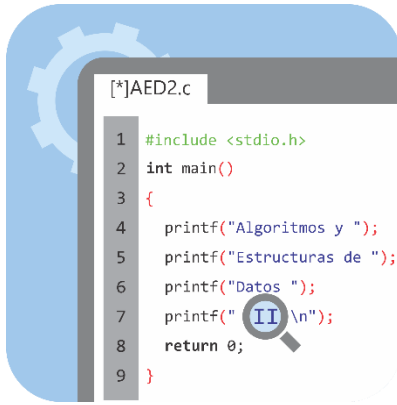 [*]AED2.c
1 #include <stdio.h>
2 int main()
3 {
4 printf("Algoritmos y ");
5 printf("Estructuras de ");
6 printf("Datos ");
7 printf(" II \n");
8 return 0;
9 }